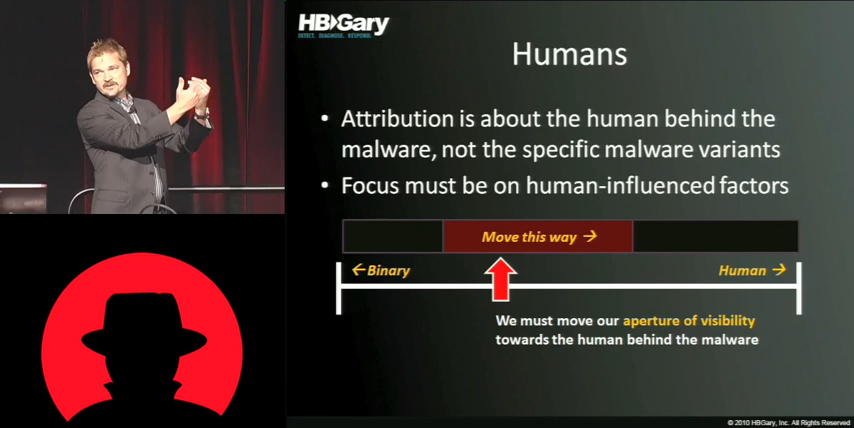 HBGary
DETECT. DIAGNOSE. RESPOND.
Humans
• Attribution is about the human behind the
malware, not the specific malware variants
• Focus must be on human-influenced factors
Move this way →
← Binary
Human →
We must move our aperture of visibility
towards the human behind the malware
© 2010 HBGary, Inc. All Rights Reserved